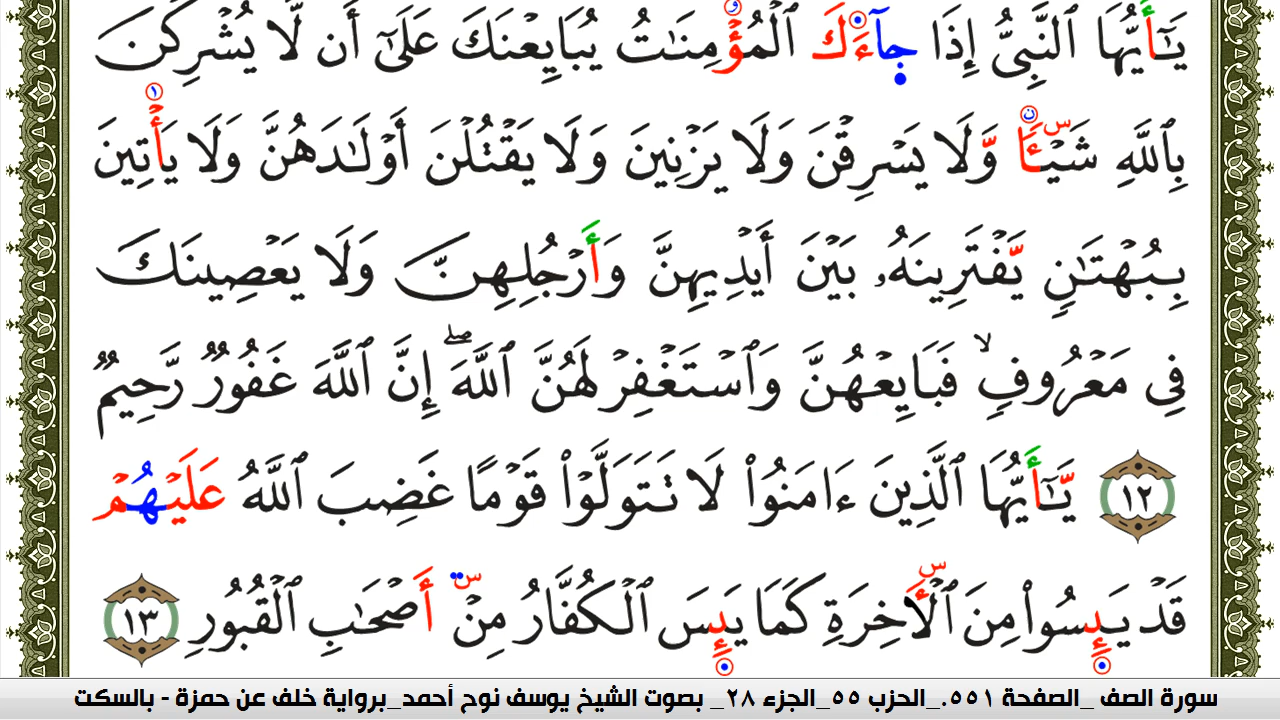 يَـٰٓأَيُّهَا ٱلنَّبِىُّ إِذَا جَآءَكَ ٱلْمُؤْمِنَـٰتُ يُبَايِعْنَكَ عَلَىٰٓ أَن لَّا يُشْرِكْنَ
بِٱللَّهِ شَيْـًٔا وَّلَا يَسْرِقْنَ وَلَا يَزْنِينَ وَلَا يَقْتُلْنَ أَوْلَـٰدَهُنَّ وَلَا يَأْتِينَ
بِبُهْتَـٰنٍ يَّفْتَرِينَهُۥ بَيْنَ أَيْدِيهِنَّ وَأَرْجُلِهِنَّ وَلَا يَعْصِينَكَ
فِى مَعْرُوفٍ ۙ فَبَايِعْهُنَّ وَٱسْتَغْفِرْ لَهُنَّ ٱللَّهَ ۖ إِنَّ ٱللَّهَ غَفُورٌ رَّحِيمٌ
١٢ يَّـٰٓأَيُّهَا ٱلَّذِينَ ءَامَنُوا۟ لَا تَتَوَلَّوْا۟ قَوْمًا غَضِبَ ٱللَّهُ عَلَيْهُمْ
قَدْ يَئِسُوا۟ مِنَ ٱلْأَخِرَةِ كَمَا يَئِسَ ٱلْكُفَّارُ مِنْ أَصْحَـٰبِ ٱلْقُبُورِ ١٣
سورة الصف _الصفحة ٥٥١._الحزب ٥٥_الجزء ٢٨_ بصوت الشيخ يوسف نوح أحمد_برواية خلف عن حمزة - بالسكت